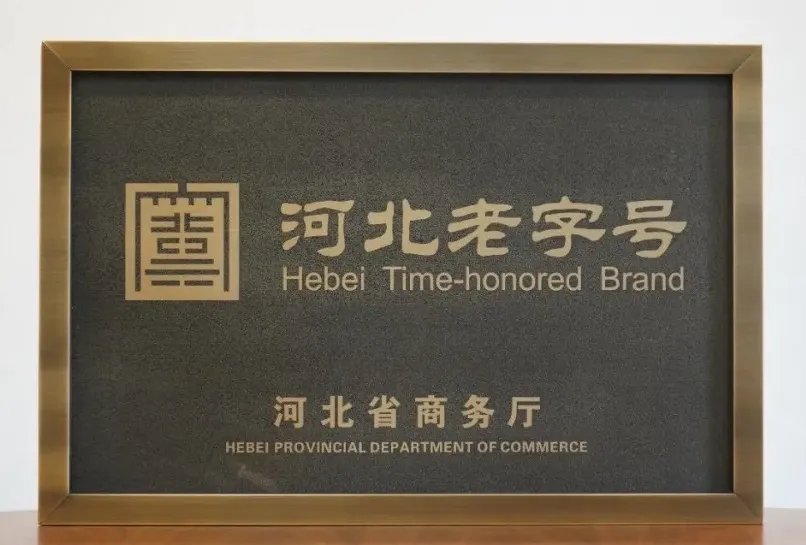 河北老字号
Hebei Time-honored Brand
河北省商务厅
HEBEI PROVINCIAL DEPARTMENT OF COMMERCE